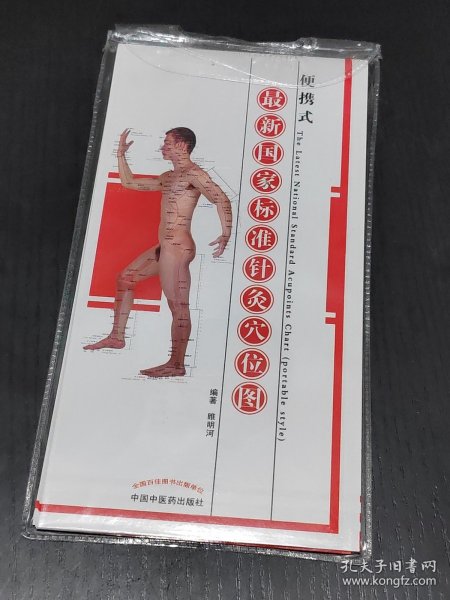 便携式
The Latest National Standard Acupoints Chart (portable style)
最新国家标准针灸穴位图
编著 睢明河
全国百佳图书出版单位
中国中医药出版社
孔夫子旧书网
www.kongfz.com